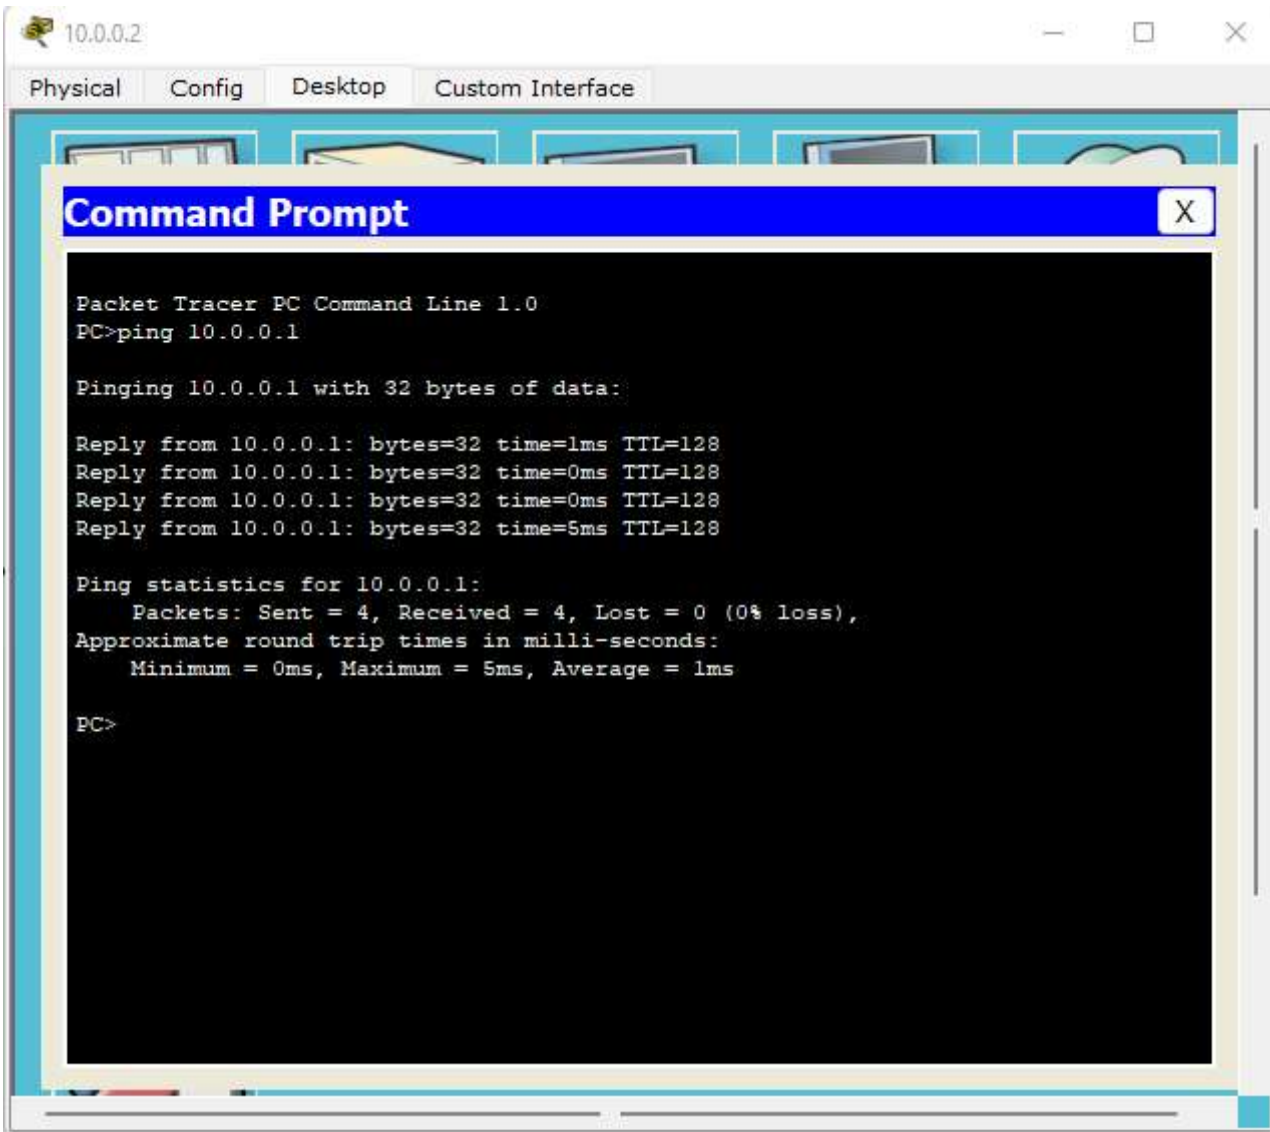 10.0.0.2
Physical Config Desktop Custom Interface
Command Prompt X
Packet Tracer PC Command Line 1.0
PC>ping 10.0.0.1
Pinging 10.0.0.1 with 32 bytes of data:
Reply from 10.0.0.1: bytes=32 time=1ms TTL=128
Reply from 10.0.0.1: bytes=32 time=0ms TTL=128
Reply from 10.0.0.1: bytes=32 time=0ms TTL=128
Reply from 10.0.0.1: bytes=32 time=5ms TTL=128
Ping statistics for 10.0.0.1:
Packets: Sent = 4, Received = 4, Lost = 0 (0% loss),
Approximate round trip times in milli-seconds:
Minimum = 0ms, Maximum = 5ms, Average = 1ms
PC>